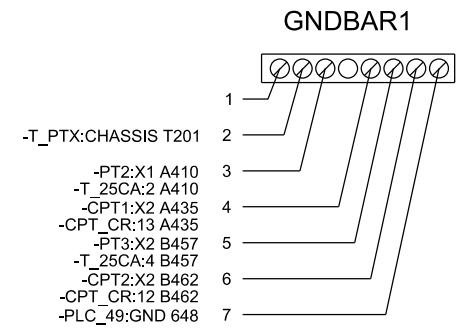 GNDBAR1
1
-T_PTX:CHASSIS T201 2
-PT2:X1 A410 3
-T_25CA:2 A410
-CPT1:X2 A435 4
-CPT_CR:13 A435
-PT3:X2 B457 5
-T_25CA:4 B457
-CPT2:X2 B462 6
-CPT_CR:12 B462
-PLC_49:GND 648 7